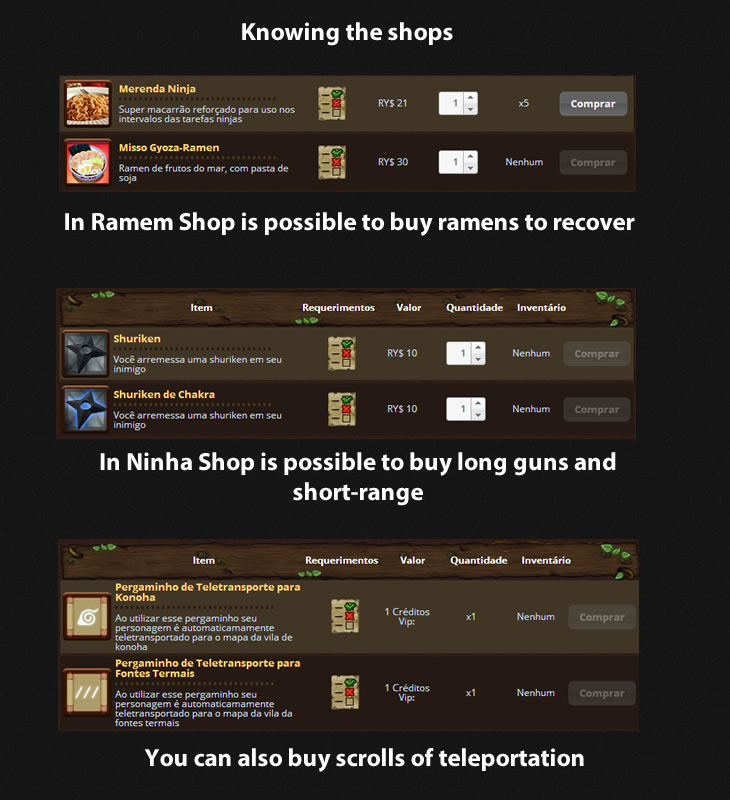 Knowing the shops
Merenda Ninja
Super macarrão reforçado para uso nos
intervalos das tarefas ninjas
RY$ 21
1
x5
Comprar
Misso Gyoza-Ramen
Ramen de frutos do mar, com pasta de
soja
RY$ 30
1
Nenhum
Comprar
In Ramem Shop is possible to buy ramens to recover
Item Requerimentos Valor Quantidade Inventário
Shuriken
Você arremessa uma shuriken em seu
inimigo
RY$ 10
1
Nenhum
Comprar
Shuriken de Chakra
Você arremessa uma shuriken em seu
inimigo
RY$ 10
1
Nenhum
Comprar
In Ninha Shop is possible to buy long guns and
short-range
Item Requerimentos Valor Quantidade Inventário
Pergaminho de Teletransporte para
Konoha
Ao utilizar esse pergaminho seu
personagem é automaticamamente
teletransportado para o mapa da vila de
konoha
1 Créditos
Vip:
x1
Nenhum
Comprar
Pergaminho de Teletransporte para
Fontes Termais
Ao utilizar esse pergaminho seu
personagem é automaticamamente
teletransportado para o mapa da vila da
fontes termais
1 Créditos
Vip:
x1
Nenhum
Comprar
You can also buy scrolls of teleportation